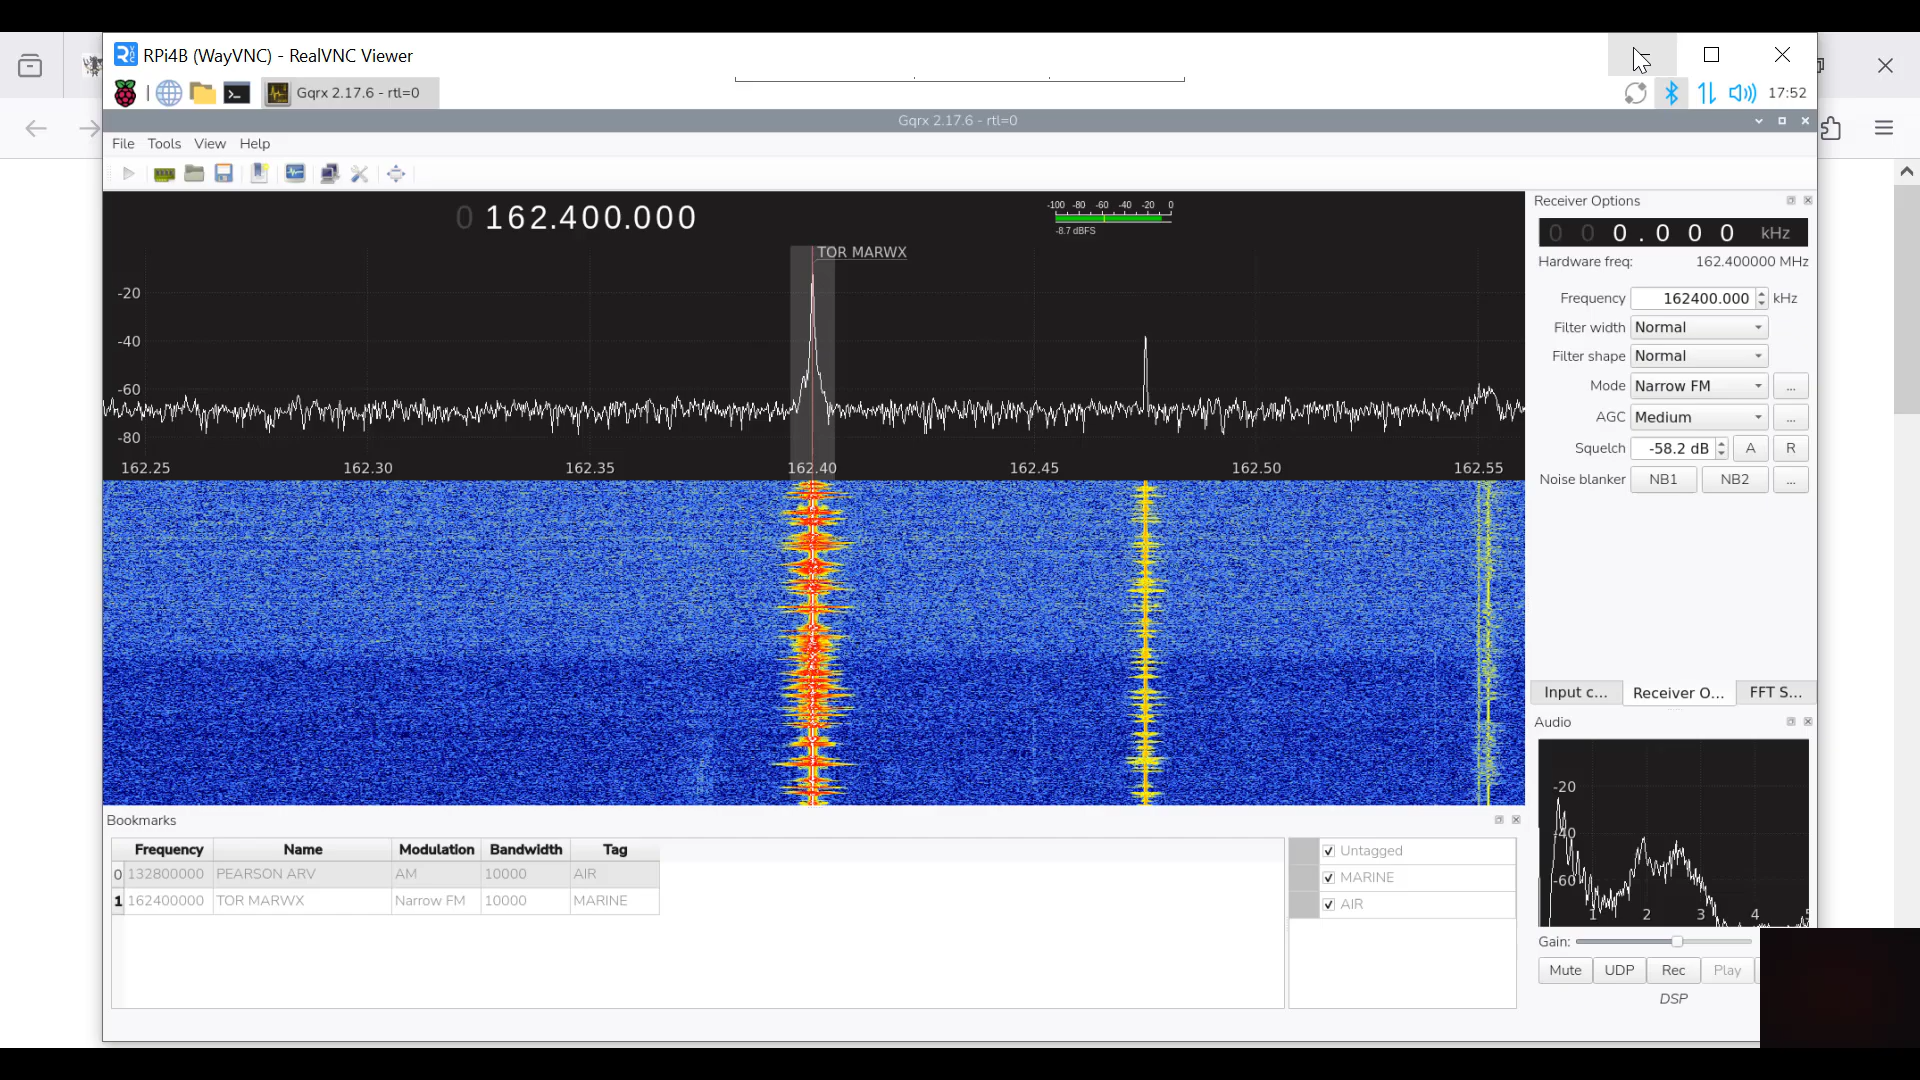 RPi4B (WayVNC) - RealVNC Viewer
Gqrx 2.17.6 - rtl=0
17:52
Gqrx 2.17.6 - rtl=0
File Tools View Help
0 162.400.000
-100 -80 -60 -40 -20 0
-8.7 dBFS
TOR MARWX
-20
-40
-60
-80
162.25 162.30 162.35 162.40 162.45 162.50 162.55
Receiver Options
0 0 0.0 0 0 kHz
Hardware freq: 162.400000 MHz
Frequency 162400.000 kHz
Filter width Normal
Filter shape Normal
Mode Narrow FM ...
AGC Medium ...
Squelch -58.2 dB A R
Noise blanker NB1 NB2 ...
Input c... Receiver O... FFT S...
Audio
-20
-40
-60
1 2 3 4 5
Gain:
Mute UDP Rec Play
DSP
Bookmarks
Frequency Name Modulation Bandwidth Tag
0 132800000 PEARSON ARV AM 10000 AIR
1 162400000 TOR MARWX Narrow FM 10000 MARINE
Untagged
MARINE
AIR